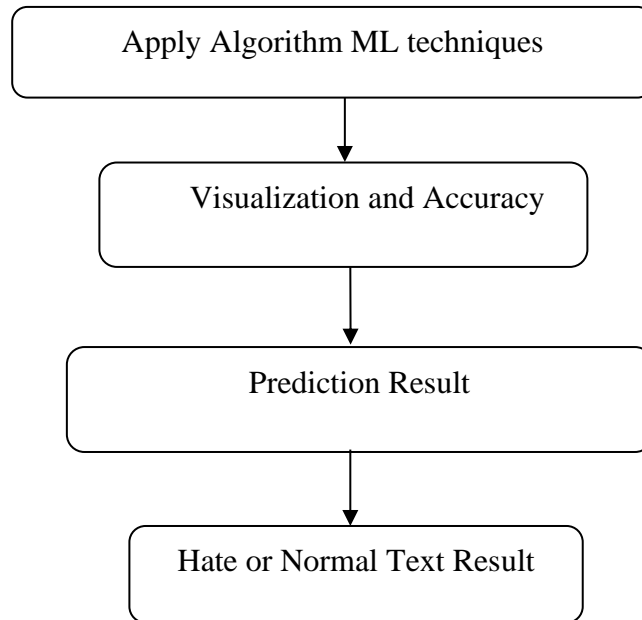 Apply Algorithm ML techniques
Visualization and Accuracy
Prediction Result
Hate or Normal Text Result